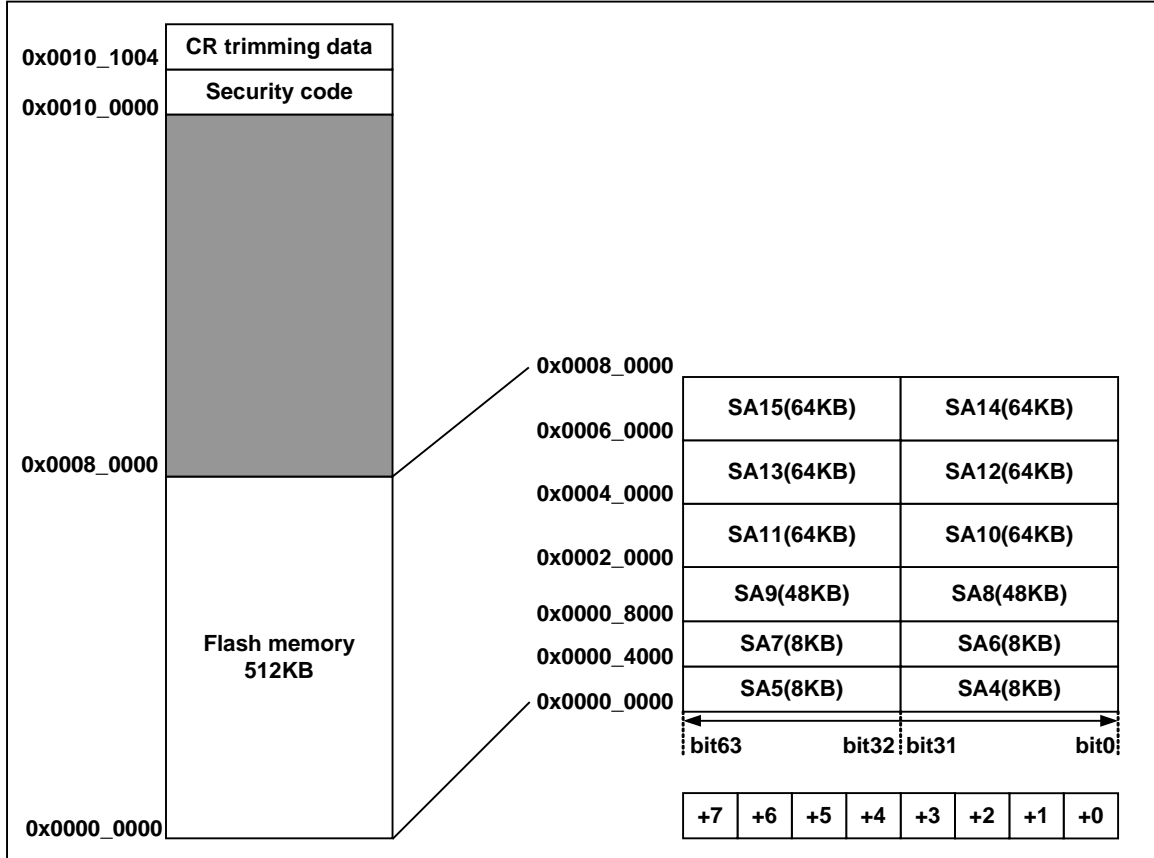 0x0010_1004
CR trimming data
Security code
0x0010_0000
0x0008_0000
Flash memory
512KB
0x0000_0000
0x0008_0000
SA15(64KB) SA14(64KB)
0x0006_0000
SA13(64KB) SA12(64KB)
0x0004_0000
SA11(64KB) SA10(64KB)
0x0002_0000
SA9(48KB) SA8(48KB)
0x0000_8000
SA7(8KB) SA6(8KB)
0x0000_4000
SA5(8KB) SA4(8KB)
0x0000_0000
bit63 bit32 bit31 bit0
+7 +6 +5 +4 +3 +2 +1 +0